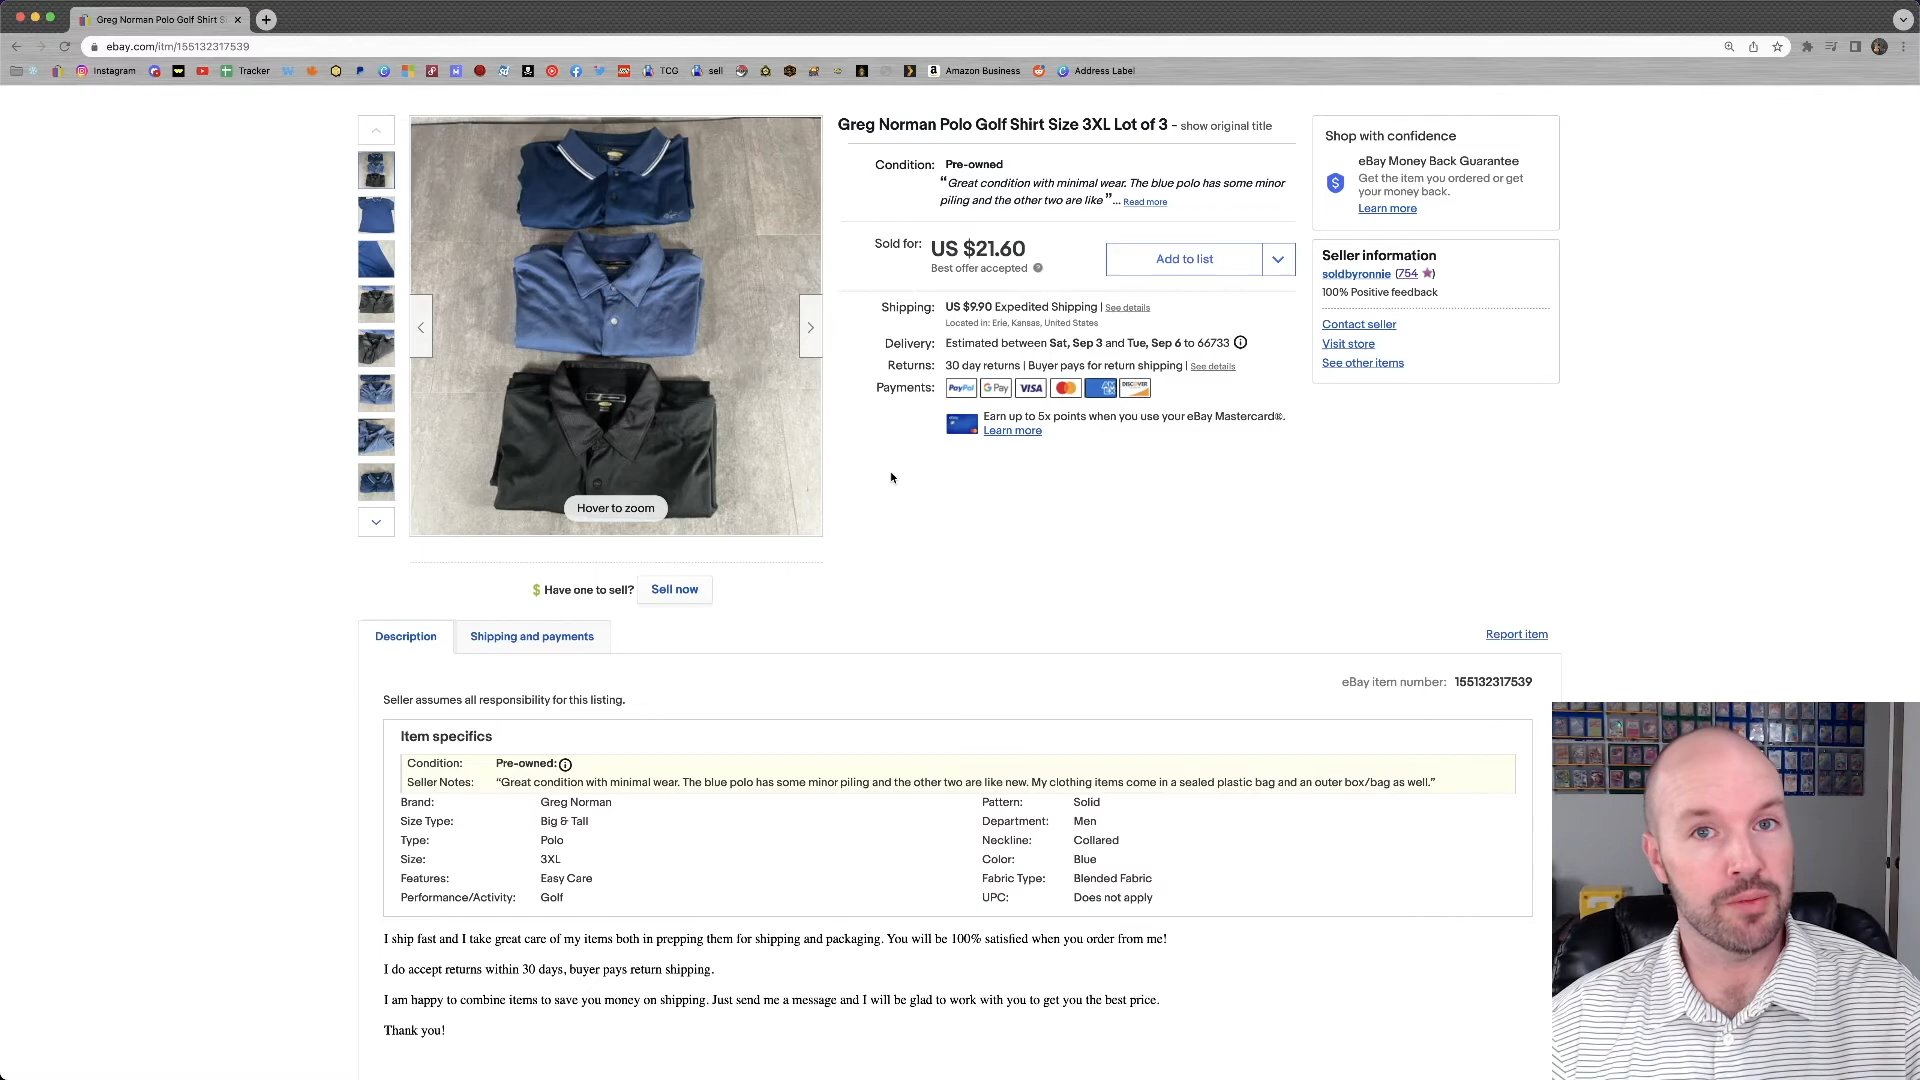 Greg Norman Polo Golf Shirt S
ebay.com/itm/155132317539
Instagram
Tracker
TCG
sell
Amazon Business
Address Label
Greg Norman Polo Golf Shirt Size 3XL Lot of 3 - show original title
Condition: Pre-owned
“Great condition with minimal wear. The blue polo has some minor
piling and the other two are like ”... Read more
Sold for: US $21.60
Best offer accepted
Add to list
Shipping: US $9.90 Expedited Shipping | See details
Located in: Erie, Kansas, United States
Delivery: Estimated between Sat, Sep 3 and Tue, Sep 6 to 66733
Returns: 30 day returns | Buyer pays for return shipping | See details
Payments: PayPal G Pay VISA DISCOVER
Earn up to 5x points when you use your eBay Mastercard®.
Learn more
Shop with confidence
eBay Money Back Guarantee
Get the item you ordered or get
your money back.
Learn more
Seller information
soldbyronnie (754)
100% Positive feedback
Contact seller
Visit store
See other items
Hover to zoom
$ Have one to sell? Sell now
Description
Shipping and payments
Report item
eBay item number: 155132317539
Seller assumes all responsibility for this listing.
Item specifics
Condition: Pre-owned:
Seller Notes: “Great condition with minimal wear. The blue polo has some minor piling and the other two are like new. My clothing items come in a sealed plastic bag and an outer box/bag as well.”
Brand: Greg Norman Pattern: Solid
Size Type: Big & Tall Department: Men
Type: Polo Neckline: Collared
Size: 3XL Color: Blue
Features: Easy Care Fabric Type: Blended Fabric
Performance/Activity: Golf UPC: Does not apply
I ship fast and I take great care of my items both in prepping them for shipping and packaging. You will be 100% satisfied when you order from me!
I do accept returns within 30 days, buyer pays return shipping.
I am happy to combine items to save you money on shipping. Just send me a message and I will be glad to work with you to get you the best price.
Thank you!